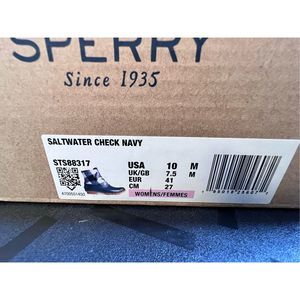 SPERRY
Since 1935
SALTWATER CHECK NAVY
STS88317
USA 10 M
UK/GB 7.5 M
EUR 41
CM 27
WOMENS/FEMMES